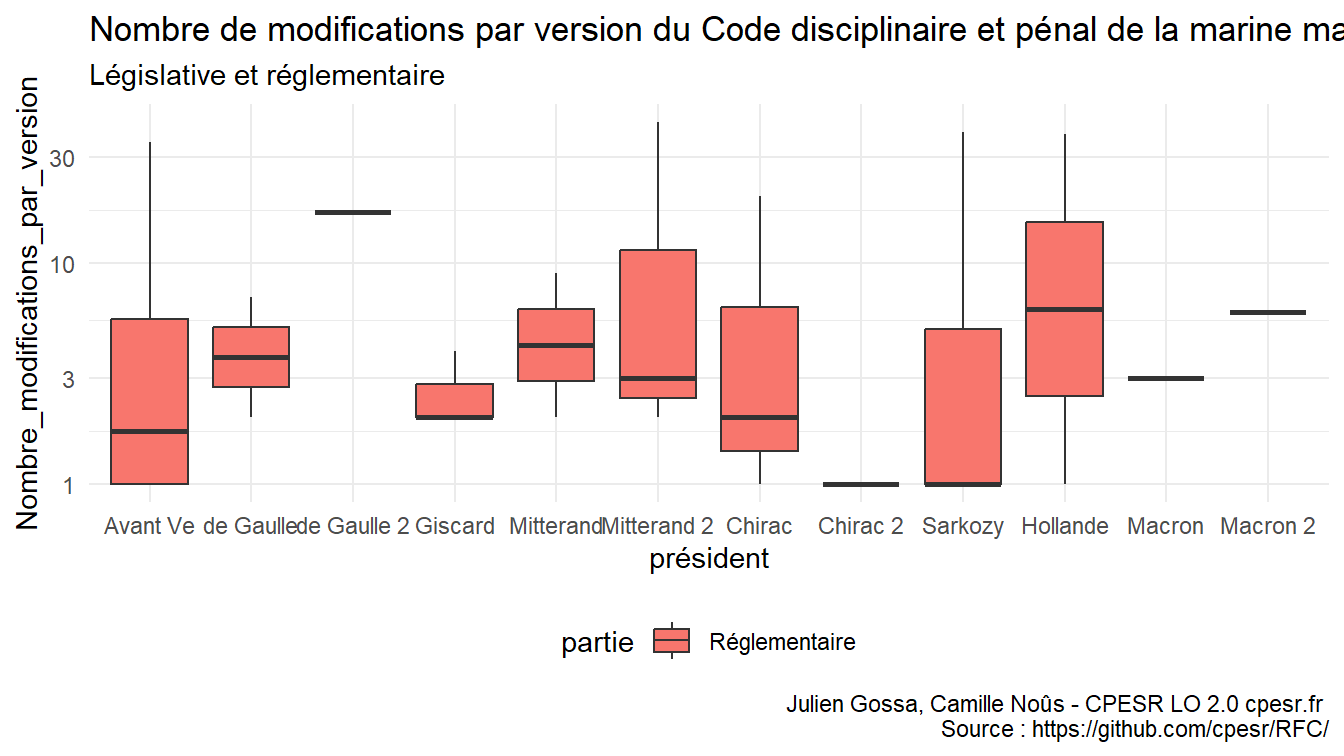 Nombre de modifications par version du Code disciplinaire et pénal de la marine ma
Législative et réglementaire
Nombre_modifications_par_version
30
10
3
1
Avant Ve de Gaulle de Gaulle 2 Giscard Mitterand Mitterand 2 Chirac Chirac 2 Sarkozy Hollande Macron Macron 2
président
partie Réglementaire
Julien Gossa, Camille Noûs - CPESR LO 2.0 cpesr.fr
Source : https://github.com/cpesr/RFC/